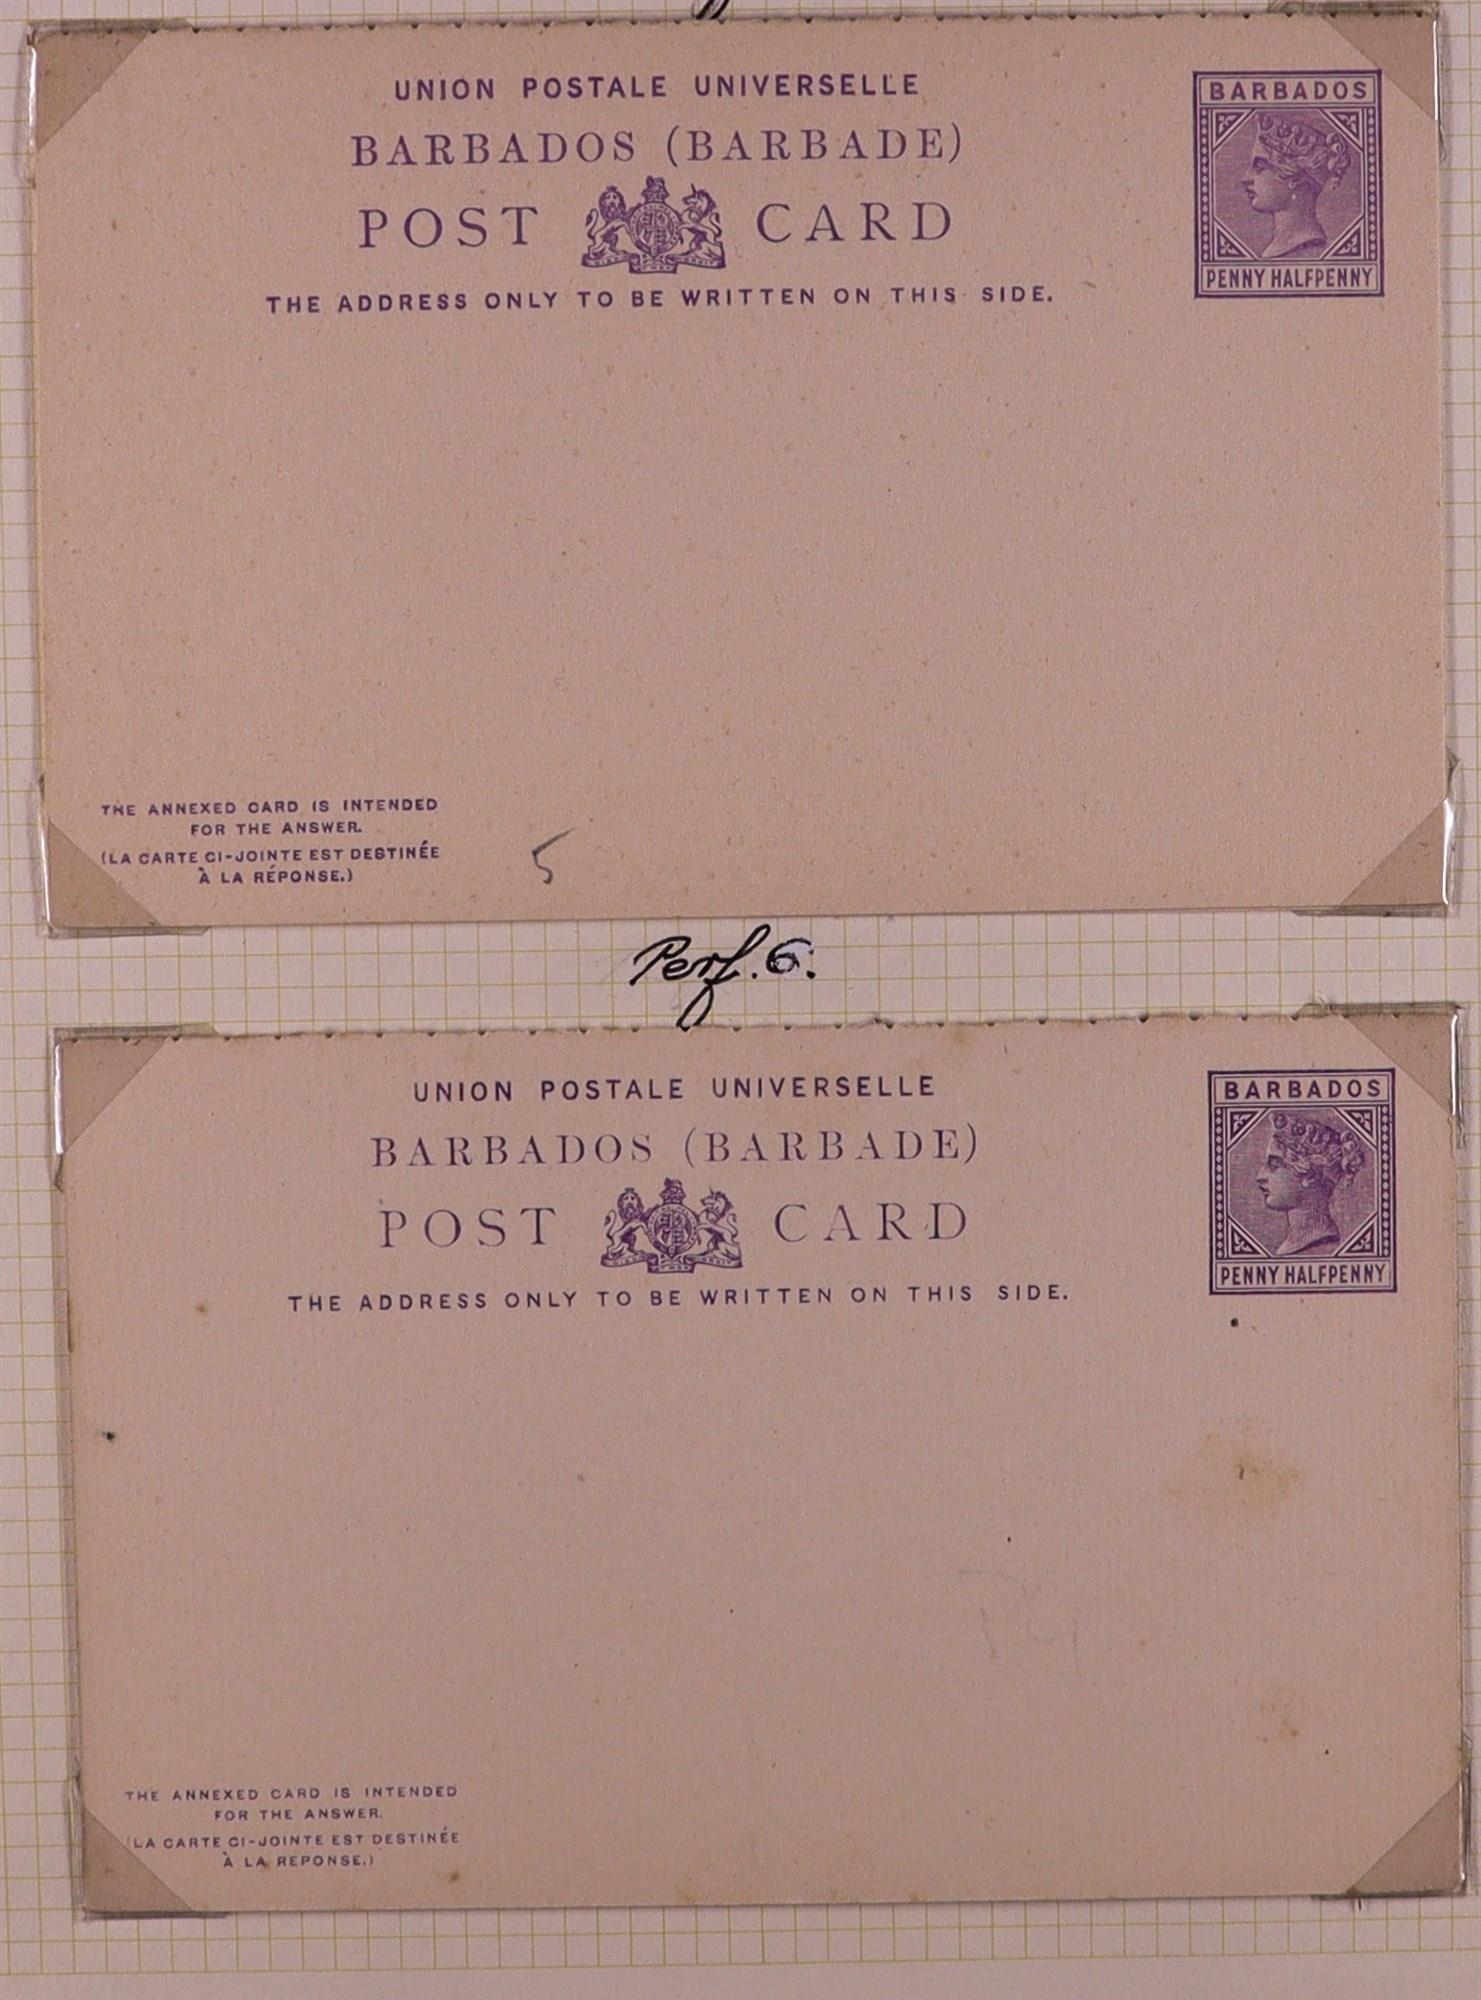 UNION POSTALE UNIVERSELLE
BARBADOS (BARBADE)
POST CARD
THE ADDRESS ONLY TO BE WRITTEN ON THIS SIDE.
BARBADOS
PENNY HALFPENNY
THE ANNEXED CARD IS INTENDED
FOR THE ANSWER.
(LA CARTE CI-JOINTE EST DESTINÉE
À LA RÉPONSE.)
5
Perf. 6.
UNION POSTALE UNIVERSELLE
BARBADOS (BARBADE)
POST CARD
THE ADDRESS ONLY TO BE WRITTEN ON THIS SIDE.
BARBADOS
PENNY HALFPENNY
THE ANNEXED CARD IS INTENDED
FOR THE ANSWER.
(LA CARTE CI-JOINTE EST DESTINÉE
À LA REPONSE.)